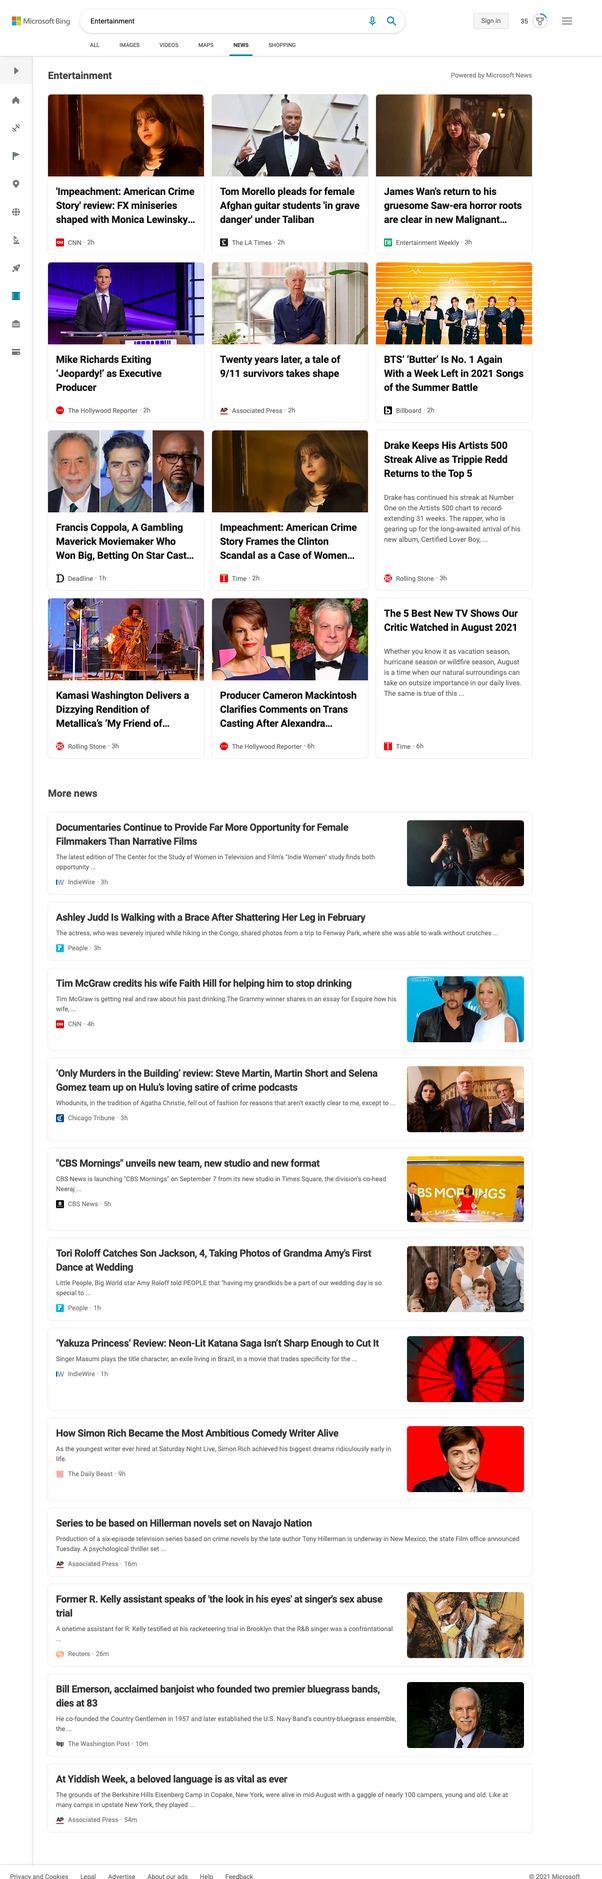 Microsoft Bing
Entertainment
Sign in
35
ALL IMAGES VIDEOS MAPS NEWS SHOPPING
Entertainment
Powered by Microsoft News
'Impeachment: American Crime
Story' review: FX miniseries
shaped with Monica Lewinsky...
CNN · 2h
Tom Morello pleads for female
Afghan guitar students 'in grave
danger' under Taliban
The LA Times · 2h
James Wan's return to his
gruesome Saw-era horror roots
are clear in new Malignant...
Entertainment Weekly · 3h
Mike Richards Exiting
'Jeopardy!' as Executive
Producer
The Hollywood Reporter · 2h
Twenty years later, a tale of
9/11 survivors takes shape
AP Associated Press · 2h
BTS' 'Butter' Is No. 1 Again
With a Week Left in 2021 Songs
of the Summer Battle
Billboard · 2h
Francis Coppola, A Gambling
Maverick Moviemaker Who
Won Big, Betting On Star Cast...
Deadline · 1h
Impeachment: American Crime
Story Frames the Clinton
Scandal as a Case of Women...
Time · 2h
Drake Keeps His Artists 500
Streak Alive as Trippie Redd
Returns to the Top 5
Drake has continued his streak at Number
One on the Artists 500 chart to record-
extending 31 weeks. The rapper, who is
gearing up for the long-awaited arrival of his
new album, Certified Lover Boy, ...
Rolling Stone · 3h
Kamasi Washington Delivers a
Dizzying Rendition of
Metallica's 'My Friend of...
Rolling Stone · 3h
Producer Cameron Mackintosh
Clarifies Comments on Trans
Casting After Alexandra...
The Hollywood Reporter · 6h
The 5 Best New TV Shows Our
Critic Watched in August 2021
Whether you know it as vacation season,
hurricane season or wildfire season, August
is a time when our natural surroundings can
take on outsize importance in our daily lives.
The same is true of this ...
Time · 6h
More news
Documentaries Continue to Provide Far More Opportunity for Female
Filmmakers Than Narrative Films
The latest edition of The Center for the Study of Women in Television and Film's "Indie Women" study finds both
opportunity ...
IW IndieWire · 3h
Ashley Judd Is Walking with a Brace After Shattering Her Leg in February
The actress, who was severely injured while hiking in the Congo, shared photos from a trip to Fenway Park, where she was able to walk without crutches ...
People · 3h
Tim McGraw credits his wife Faith Hill for helping him to stop drinking
Tim McGraw is getting real and raw about his past drinking.The Grammy winner shares in an essay for Esquire how his
wife, ...
CNN · 4h
'Only Murders in the Building' review: Steve Martin, Martin Short and Selena
Gomez team up on Hulu's loving satire of crime podcasts
Whodunits, in the tradition of Agatha Christie, fell out of fashion for reasons that aren't exactly clear to me, except to ...
Chicago Tribune · 3h
"CBS Mornings" unveils new team, new studio and new format
CBS News is launching "CBS Mornings" on September 7 from its new studio in Times Square, the division's co-head
Neeraj ...
CBS News · 5h
BS MORNINGS
Tori Roloff Catches Son Jackson, 4, Taking Photos of Grandma Amy's First
Dance at Wedding
Little People, Big World star Amy Roloff told PEOPLE that "having my grandkids be a part of our wedding day is so
special to ...
People · 1h
'Yakuza Princess' Review: Neon-Lit Katana Saga Isn't Sharp Enough to Cut It
Singer Masumi plays the title character, an exile living in Brazil, in a movie that trades specificity for the ...
IW IndieWire · 1h
How Simon Rich Became the Most Ambitious Comedy Writer Alive
As the youngest writer ever hired at Saturday Night Live, Simon Rich achieved his biggest dreams ridiculously early in
life.
The Daily Beast · 9h
Series to be based on Hillerman novels set on Navajo Nation
Production of a six-episode television series based on crime novels by the late author Tony Hillerman is underway in New Mexico, the state Film office announced
Tuesday. A psychological thriller set ...
AP Associated Press · 16m
Former R. Kelly assistant speaks of 'the look in his eyes' at singer's sex abuse
trial
A onetime assistant for R. Kelly testified at his racketeering trial in Brooklyn that the R&B singer was a confrontational
...
Reuters · 26m
Bill Emerson, acclaimed banjoist who founded two premier bluegrass bands,
dies at 83
He co-founded the Country Gentlemen in 1957 and later established the U.S. Navy Band's country-bluegrass ensemble,
the ...
wp The Washington Post · 10m
At Yiddish Week, a beloved language is as vital as ever
The grounds of the Berkshire Hills Eisenberg Camp in Copake, New York, were alive in mid-August with a gaggle of nearly 100 campers, young and old. Like at
many camps in upstate New York, they played ...
AP Associated Press · 54m
Privacy and Cookies Legal Advertise About our ads Help Feedback
© 2021 Microsoft